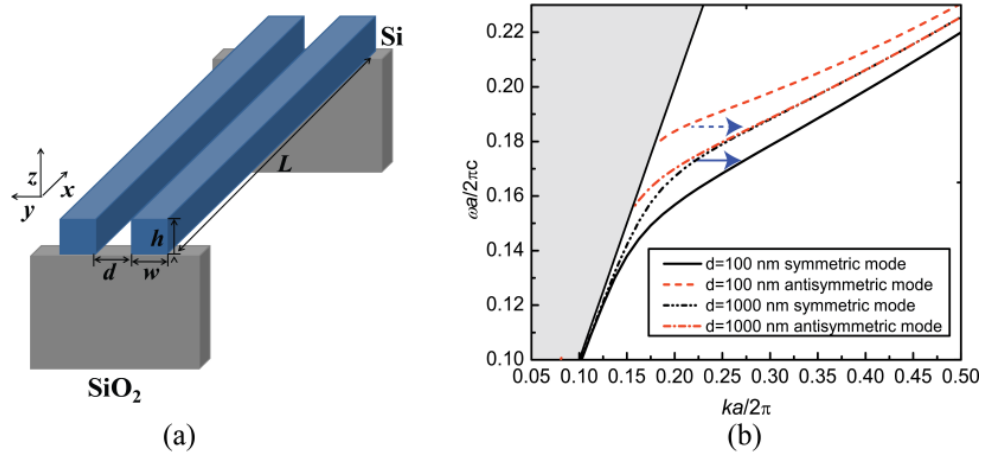 Si
L
z
x
y
h
d
w
SiO₂
(a)
ωa/2πc
0.22
0.20
0.18
0.16
0.14
0.12
0.10
d=100 nm symmetric mode
d=100 nm antisymmetric mode
d=1000 nm symmetric mode
d=1000 nm antisymmetric mode
0.05 0.10 0.15 0.20 0.25 0.30 0.35 0.40 0.45 0.50
ka/2π
(b)